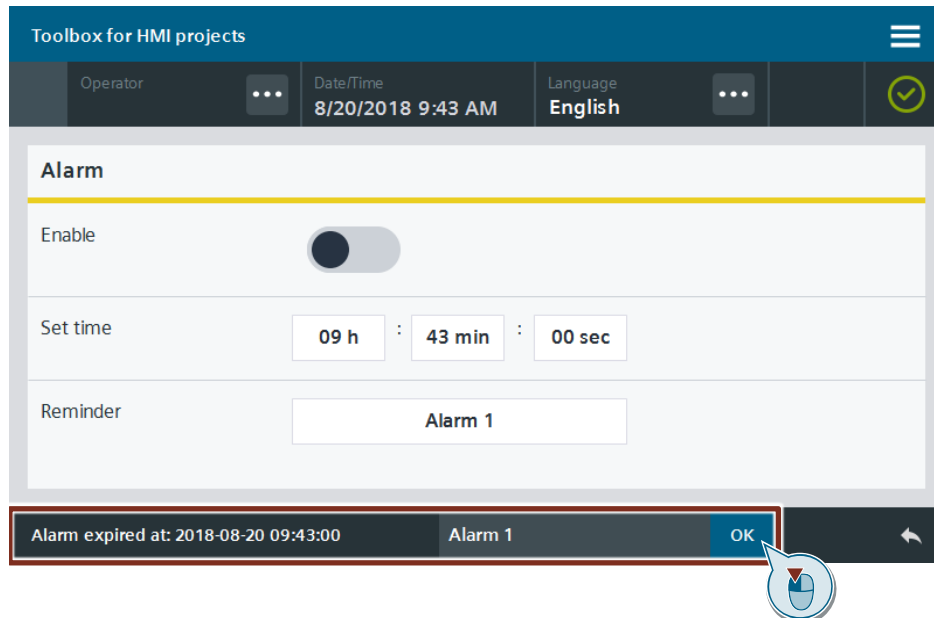 Toolbox for HMI projects
Operator
Date/Time
8/20/2018 9:43 AM
Language
English
Alarm
Enable
Set time
09 h : 43 min : 00 sec
Reminder
Alarm 1
Alarm expired at: 2018-08-20 09:43:00
Alarm 1
OK